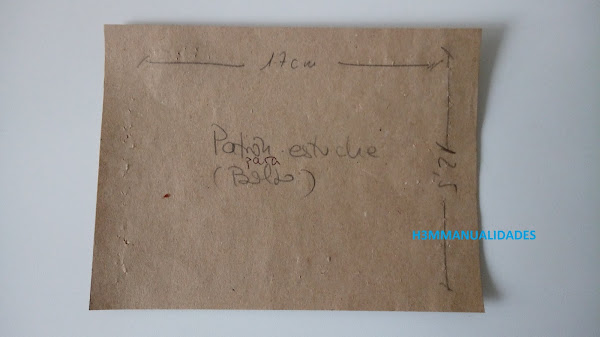 17cm
Patrón estuche
para
(Bolso)
12,5
H3MMANUALIDADES